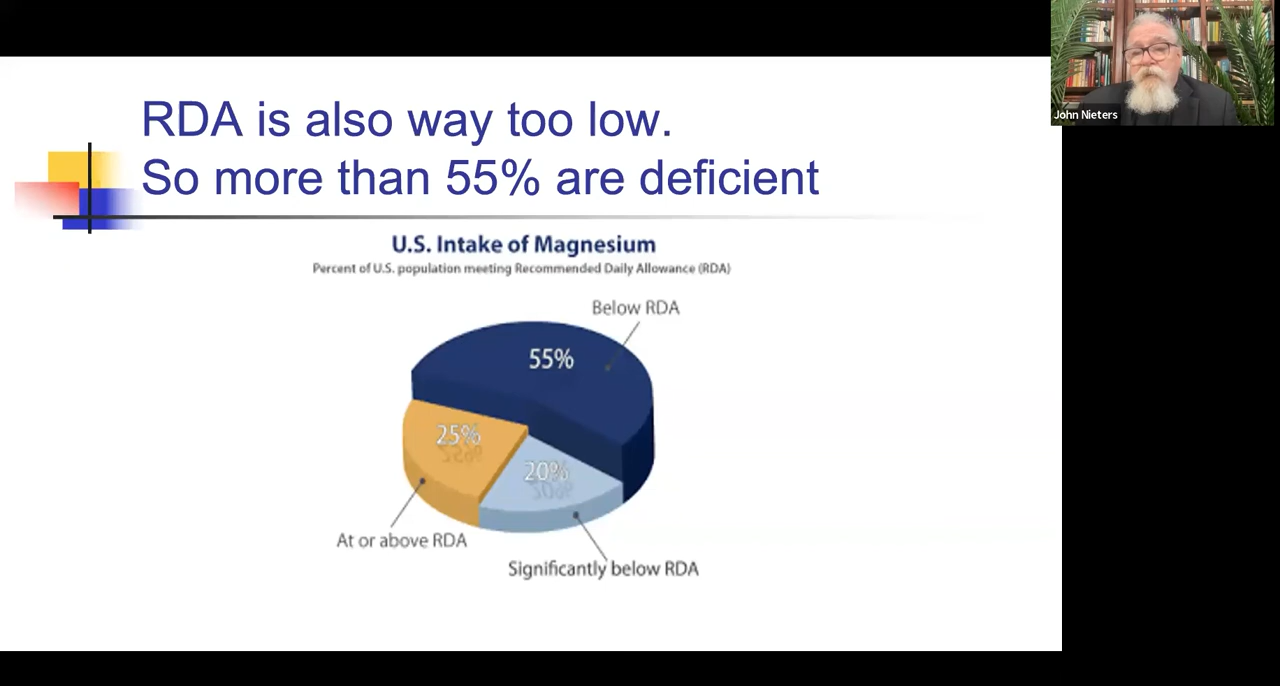 RDA is also way too low.
So more than 55% are deficient
John Nieters
U.S. Intake of Magnesium
Percent of U.S. population meeting Recommended Daily Allowance (RDA)
Below RDA
55%
25%
20%
At or above RDA
Significantly below RDA